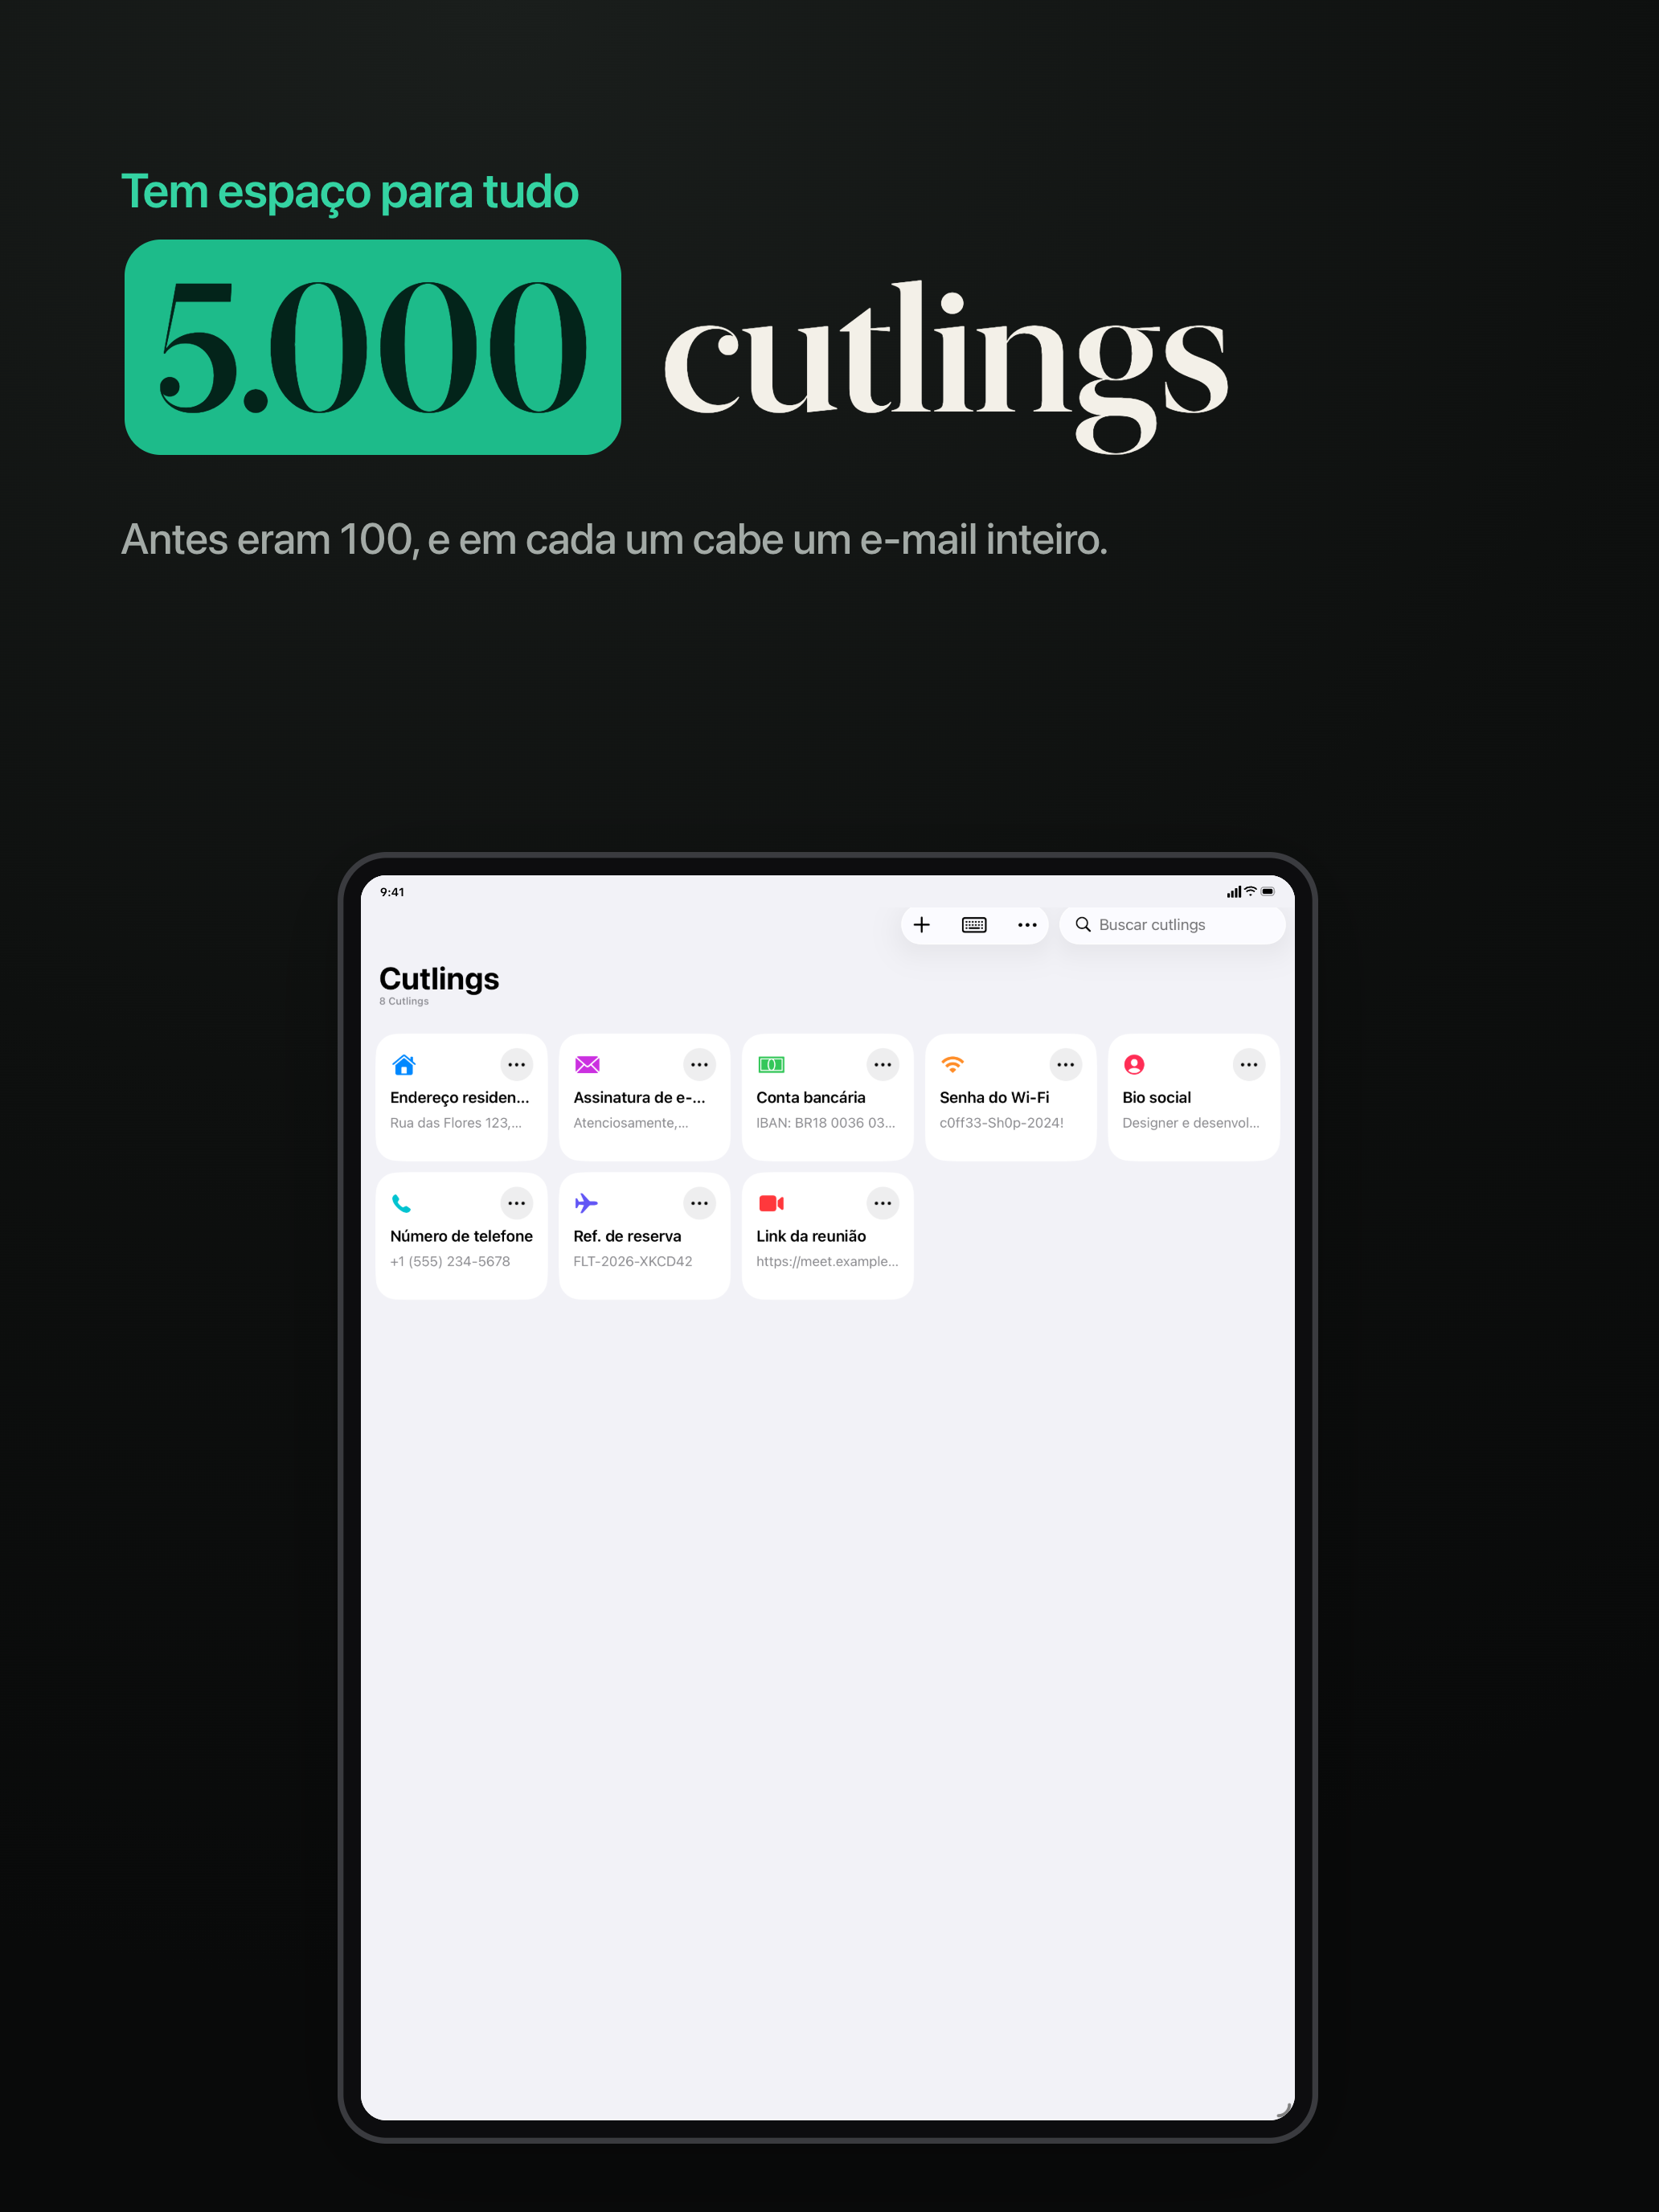 Tem espaço para tudo
5.000 cutlings
Antes eram 100, e em cada um cabe um e-mail inteiro.
9:41
Buscar cutlings
Cutlings
8 Cutlings
Endereço residen...
Rua das Flores 123,...
Assinatura de e-...
Atenciosamente,...
Conta bancária
IBAN: BR18 0036 03...
Senha do Wi-Fi
c0ff33-Sh0p-2024!
Bio social
Designer e desenvol...
Número de telefone
+1 (555) 234-5678
Ref. de reserva
FLT-2026-XKCD42
Link da reunião
https://meet.example...